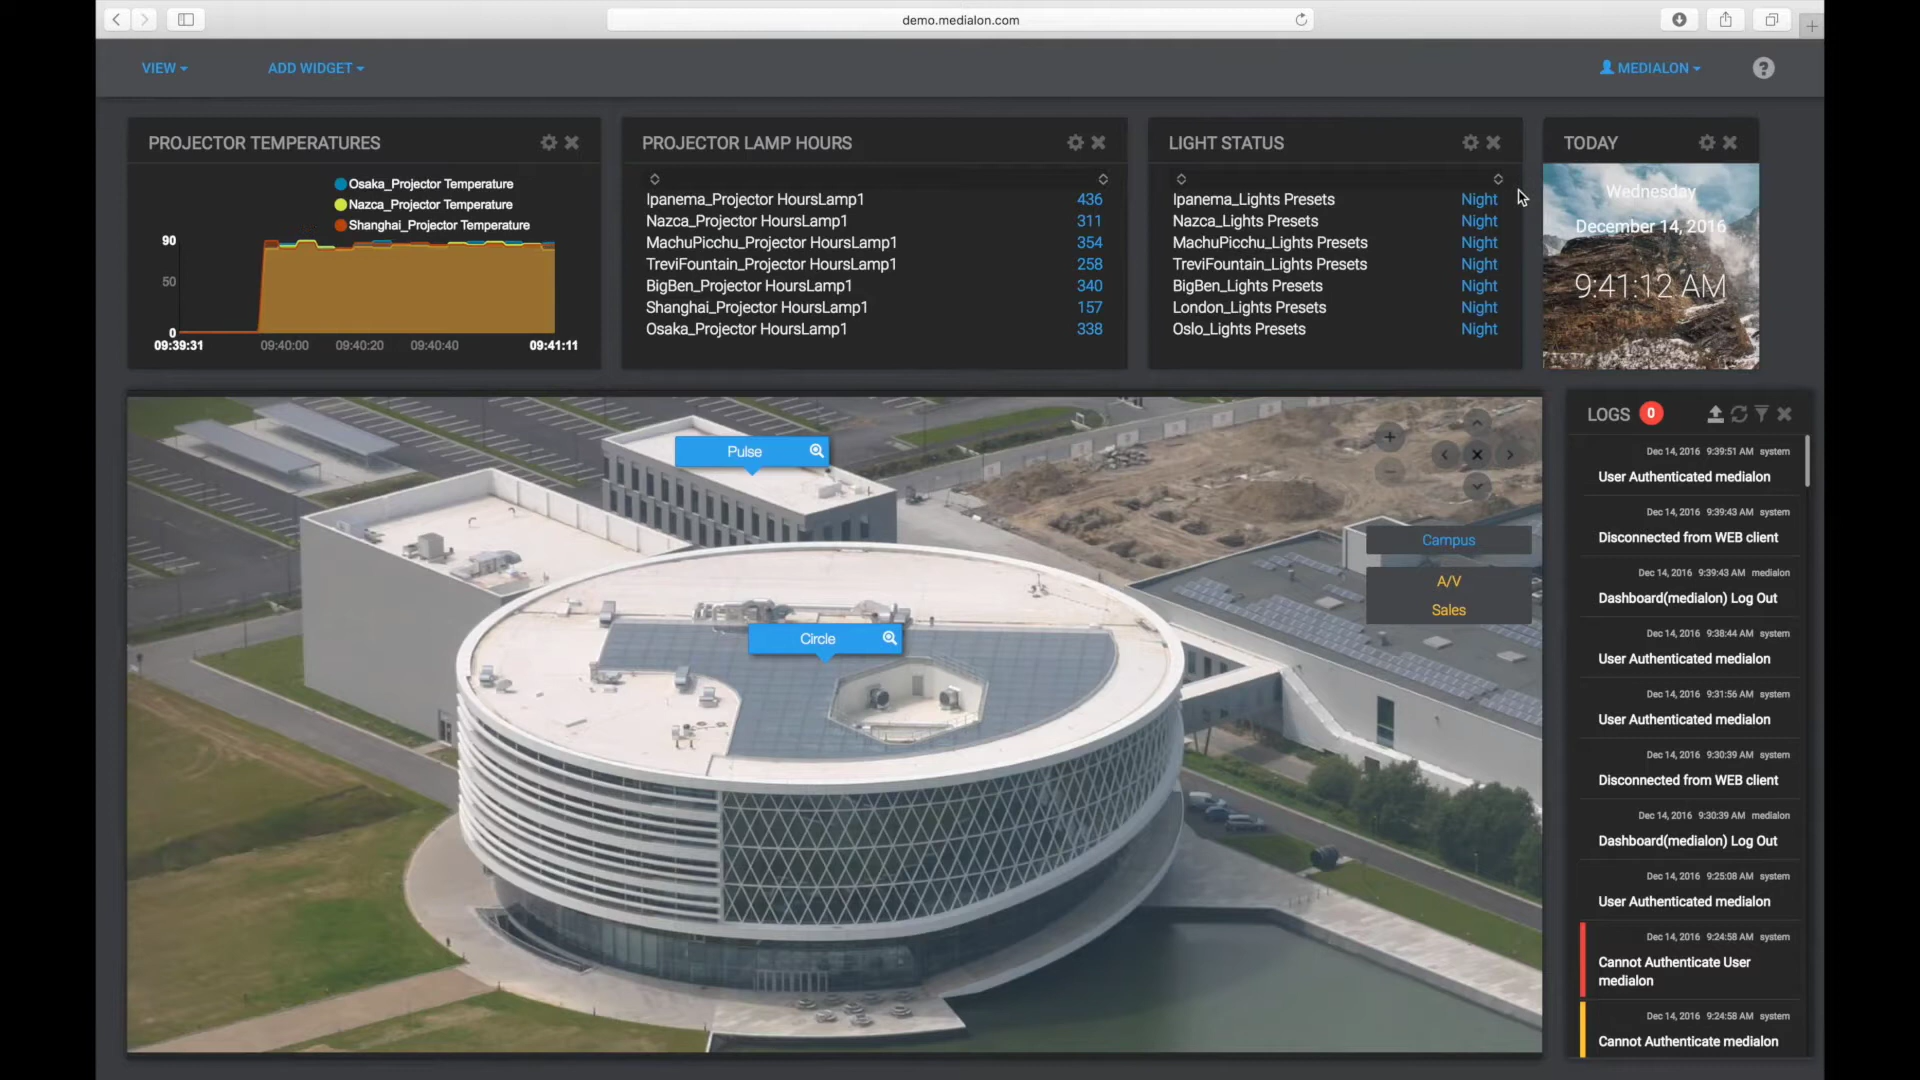 demo.medialon.com
VIEW
ADD WIDGET
MEDIALON
?
PROJECTOR TEMPERATURES
Osaka_Projector Temperature
Nazca_Projector Temperature
Shanghai_Projector Temperature
90
50
0
09:39:31
09:40:00
09:40:20
09:40:40
09:41:11
PROJECTOR LAMP HOURS
Ipanema_Projector HoursLamp1 436
Nazca_Projector HoursLamp1 311
MachuPicchu_Projector HoursLamp1 354
TreviFountain_Projector HoursLamp1 258
BigBen_Projector HoursLamp1 340
Shanghai_Projector HoursLamp1 157
Osaka_Projector HoursLamp1 338
LIGHT STATUS
Ipanema_Lights Presets Night
Nazca_Lights Presets Night
MachuPicchu_Lights Presets Night
TreviFountain_Lights Presets Night
BigBen_Lights Presets Night
London_Lights Presets Night
Oslo_Lights Presets Night
TODAY
Wednesday
December 14, 2016
9:41:12 AM
Pulse
Circle
Campus
A/V
Sales
LOGS 0
Dec 14, 2016 9:39:51 AM system
User Authenticated medialon
Dec 14, 2016 9:39:43 AM system
Disconnected from WEB client
Dec 14, 2016 9:39:43 AM medialon
Dashboard(medialon) Log Out
Dec 14, 2016 9:38:44 AM system
User Authenticated medialon
Dec 14, 2016 9:31:56 AM system
User Authenticated medialon
Dec 14, 2016 9:30:39 AM system
Disconnected from WEB client
Dec 14, 2016 9:30:39 AM medialon
Dashboard(medialon) Log Out
Dec 14, 2016 9:25:08 AM system
User Authenticated medialon
Dec 14, 2016 9:24:58 AM system
Cannot Authenticate User
medialon
Dec 14, 2016 9:24:58 AM system
Cannot Authenticate medialon